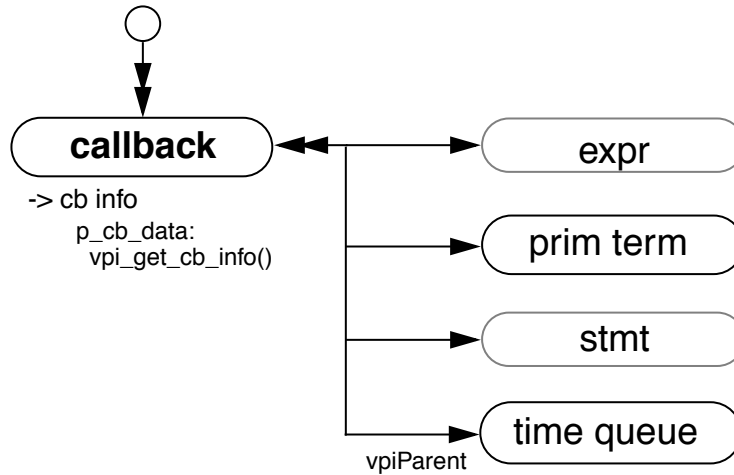 callback
-> cb info
p_cb_data:
vpi_get_cb_info()
expr
prim term
stmt
time queue
vpiParent